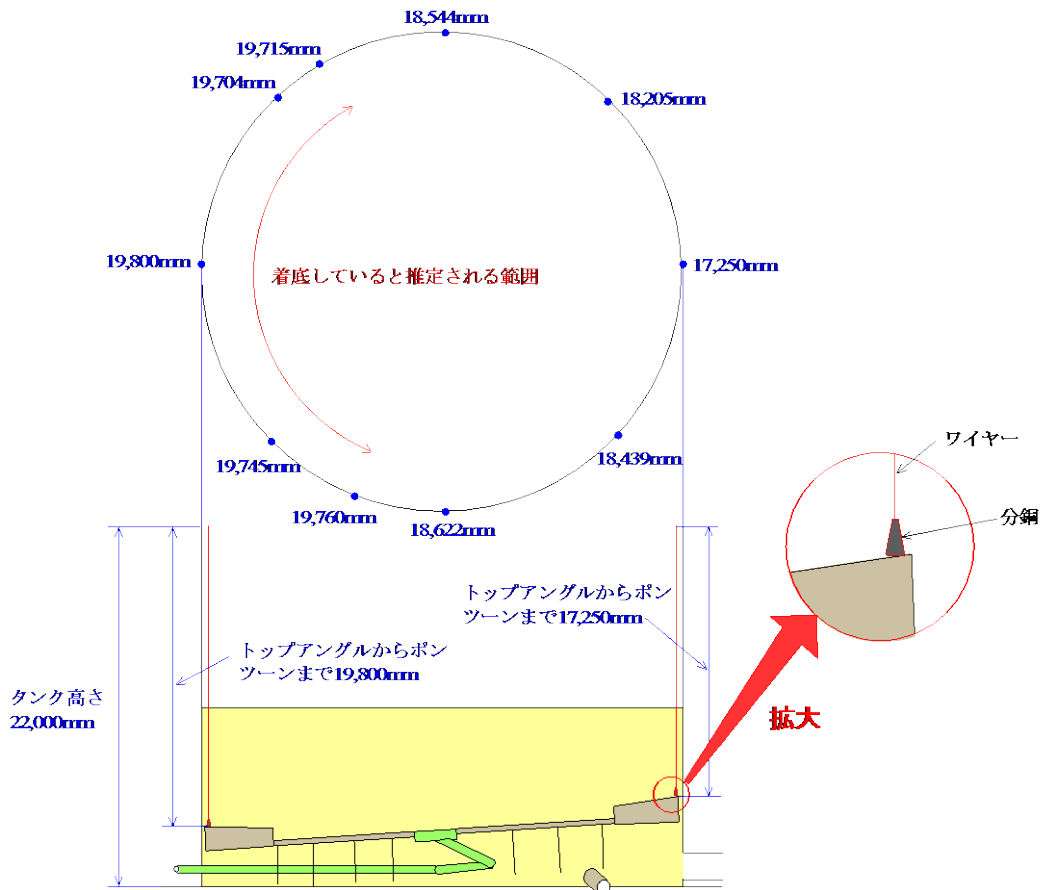 18,544mm
19,715mm
19,704mm
18,205mm
19,800mm
着底していると推定される範囲
17,250mm
19,745mm
18,439mm
19,760mm
18,622mm
ワイヤー
分銅
トップアングルからポン
ツーンまで17,250mm
トップアングルからポン
ツーンまで19,800mm
タンク高さ
22,000mm
拡大